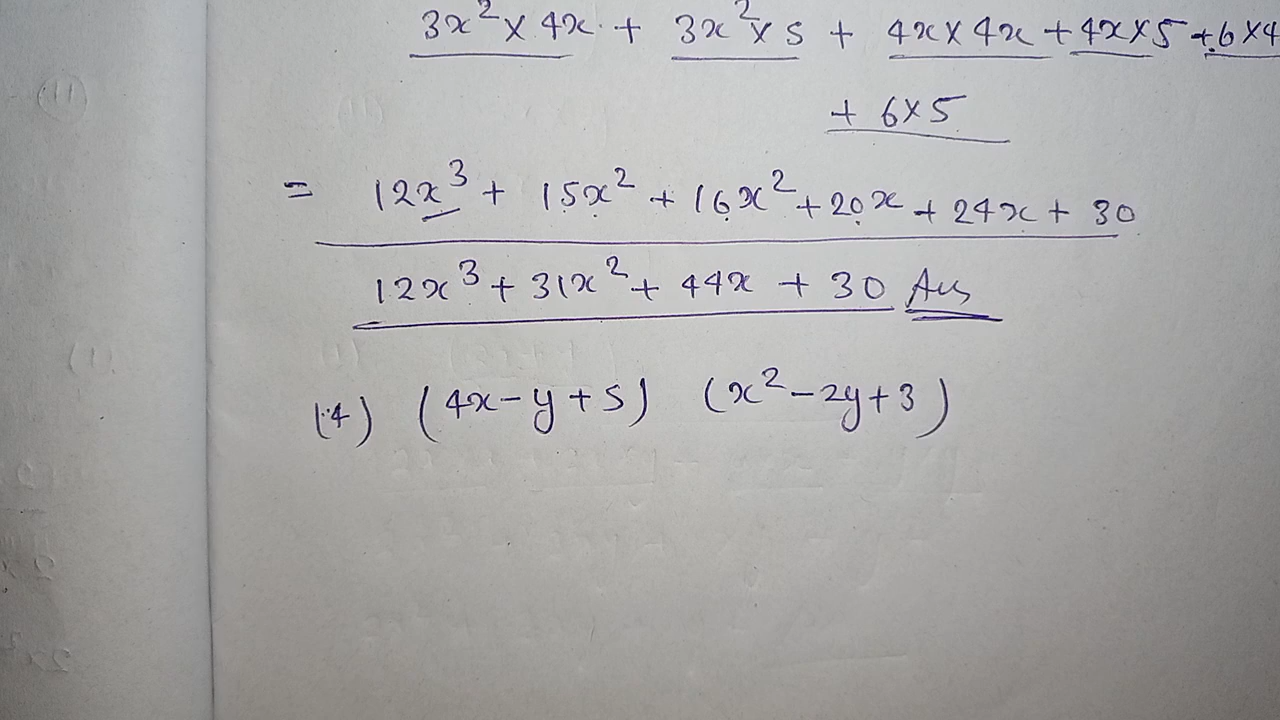 3x² × 4x + 3x² × 5 + 4x × 4x + 4x × 5 + 6 × 4
+ 6 × 5
= 12x³ + 15x² + 16x² + 20x + 24x + 30
12x³ + 31x² + 44x + 30 Ans
(4) (4x - y + 5) (x² - 2y + 3)